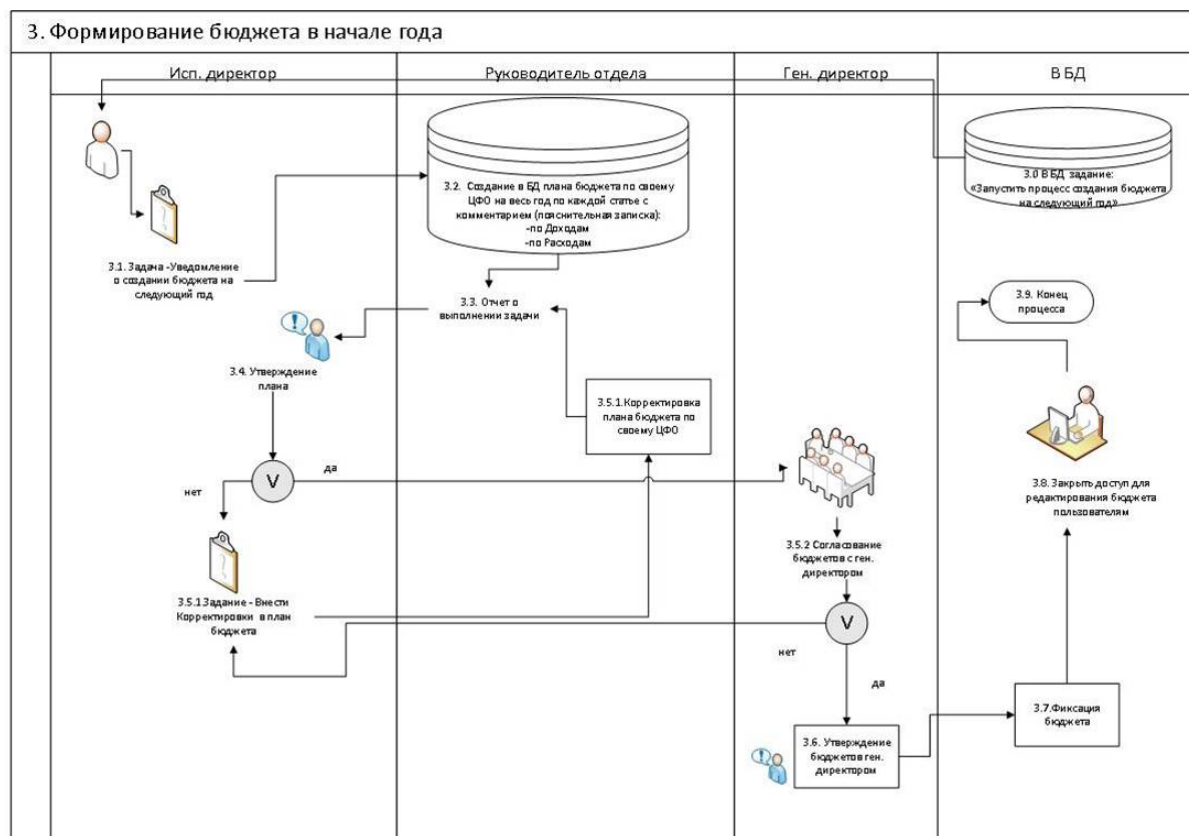 3. Формирование бюджета в начале года
Исп. директор
Руководитель отдела
Ген. директор
В БД
3.0 В БД задание:
«Запустить процесс создания бюджета
на следующий год»
3.1. Задача -Уведомление
о создании бюджета на
следующий год
3.2. Создание в БД плана бюджета по своему
ЦФО на весь год по каждой статье с
комментарием (пояснительная записка):
-по Доходам
-по Расходам
3.3. Отчет о
выполнении задачи
3.4. Утверждение
плана
V
да
нет
3.5.1.Корректировка
плана бюджета по
своему ЦФО
3.5.1Задание - Внести
Корректировки в план
бюджета
3.5.2 Согласование
бюджетов с ген.
директором
V
нет
да
3.6. Утверждение
бюджетов ген.
директором
3.7.Фиксация
бюджета
3.8. Закрыть доступ для
редактирования бюджета
пользователям
3.9. Конец
процесса